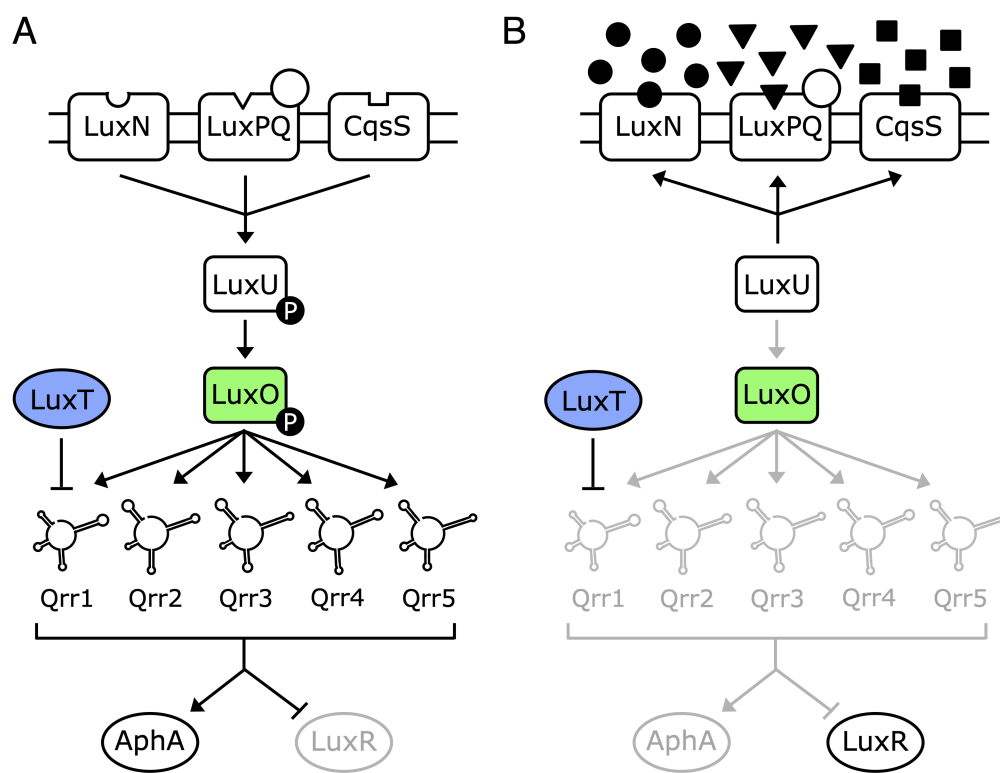 A
B
LuxN LuxPQ CqsS
LuxN LuxPQ CqsS
LuxU
P
LuxU
LuxT
LuxO
P
LuxT
LuxO
Qrr1 Qrr2 Qrr3 Qrr4 Qrr5
Qrr1 Qrr2 Qrr3 Qrr4 Qrr5
AphA LuxR
AphA LuxR